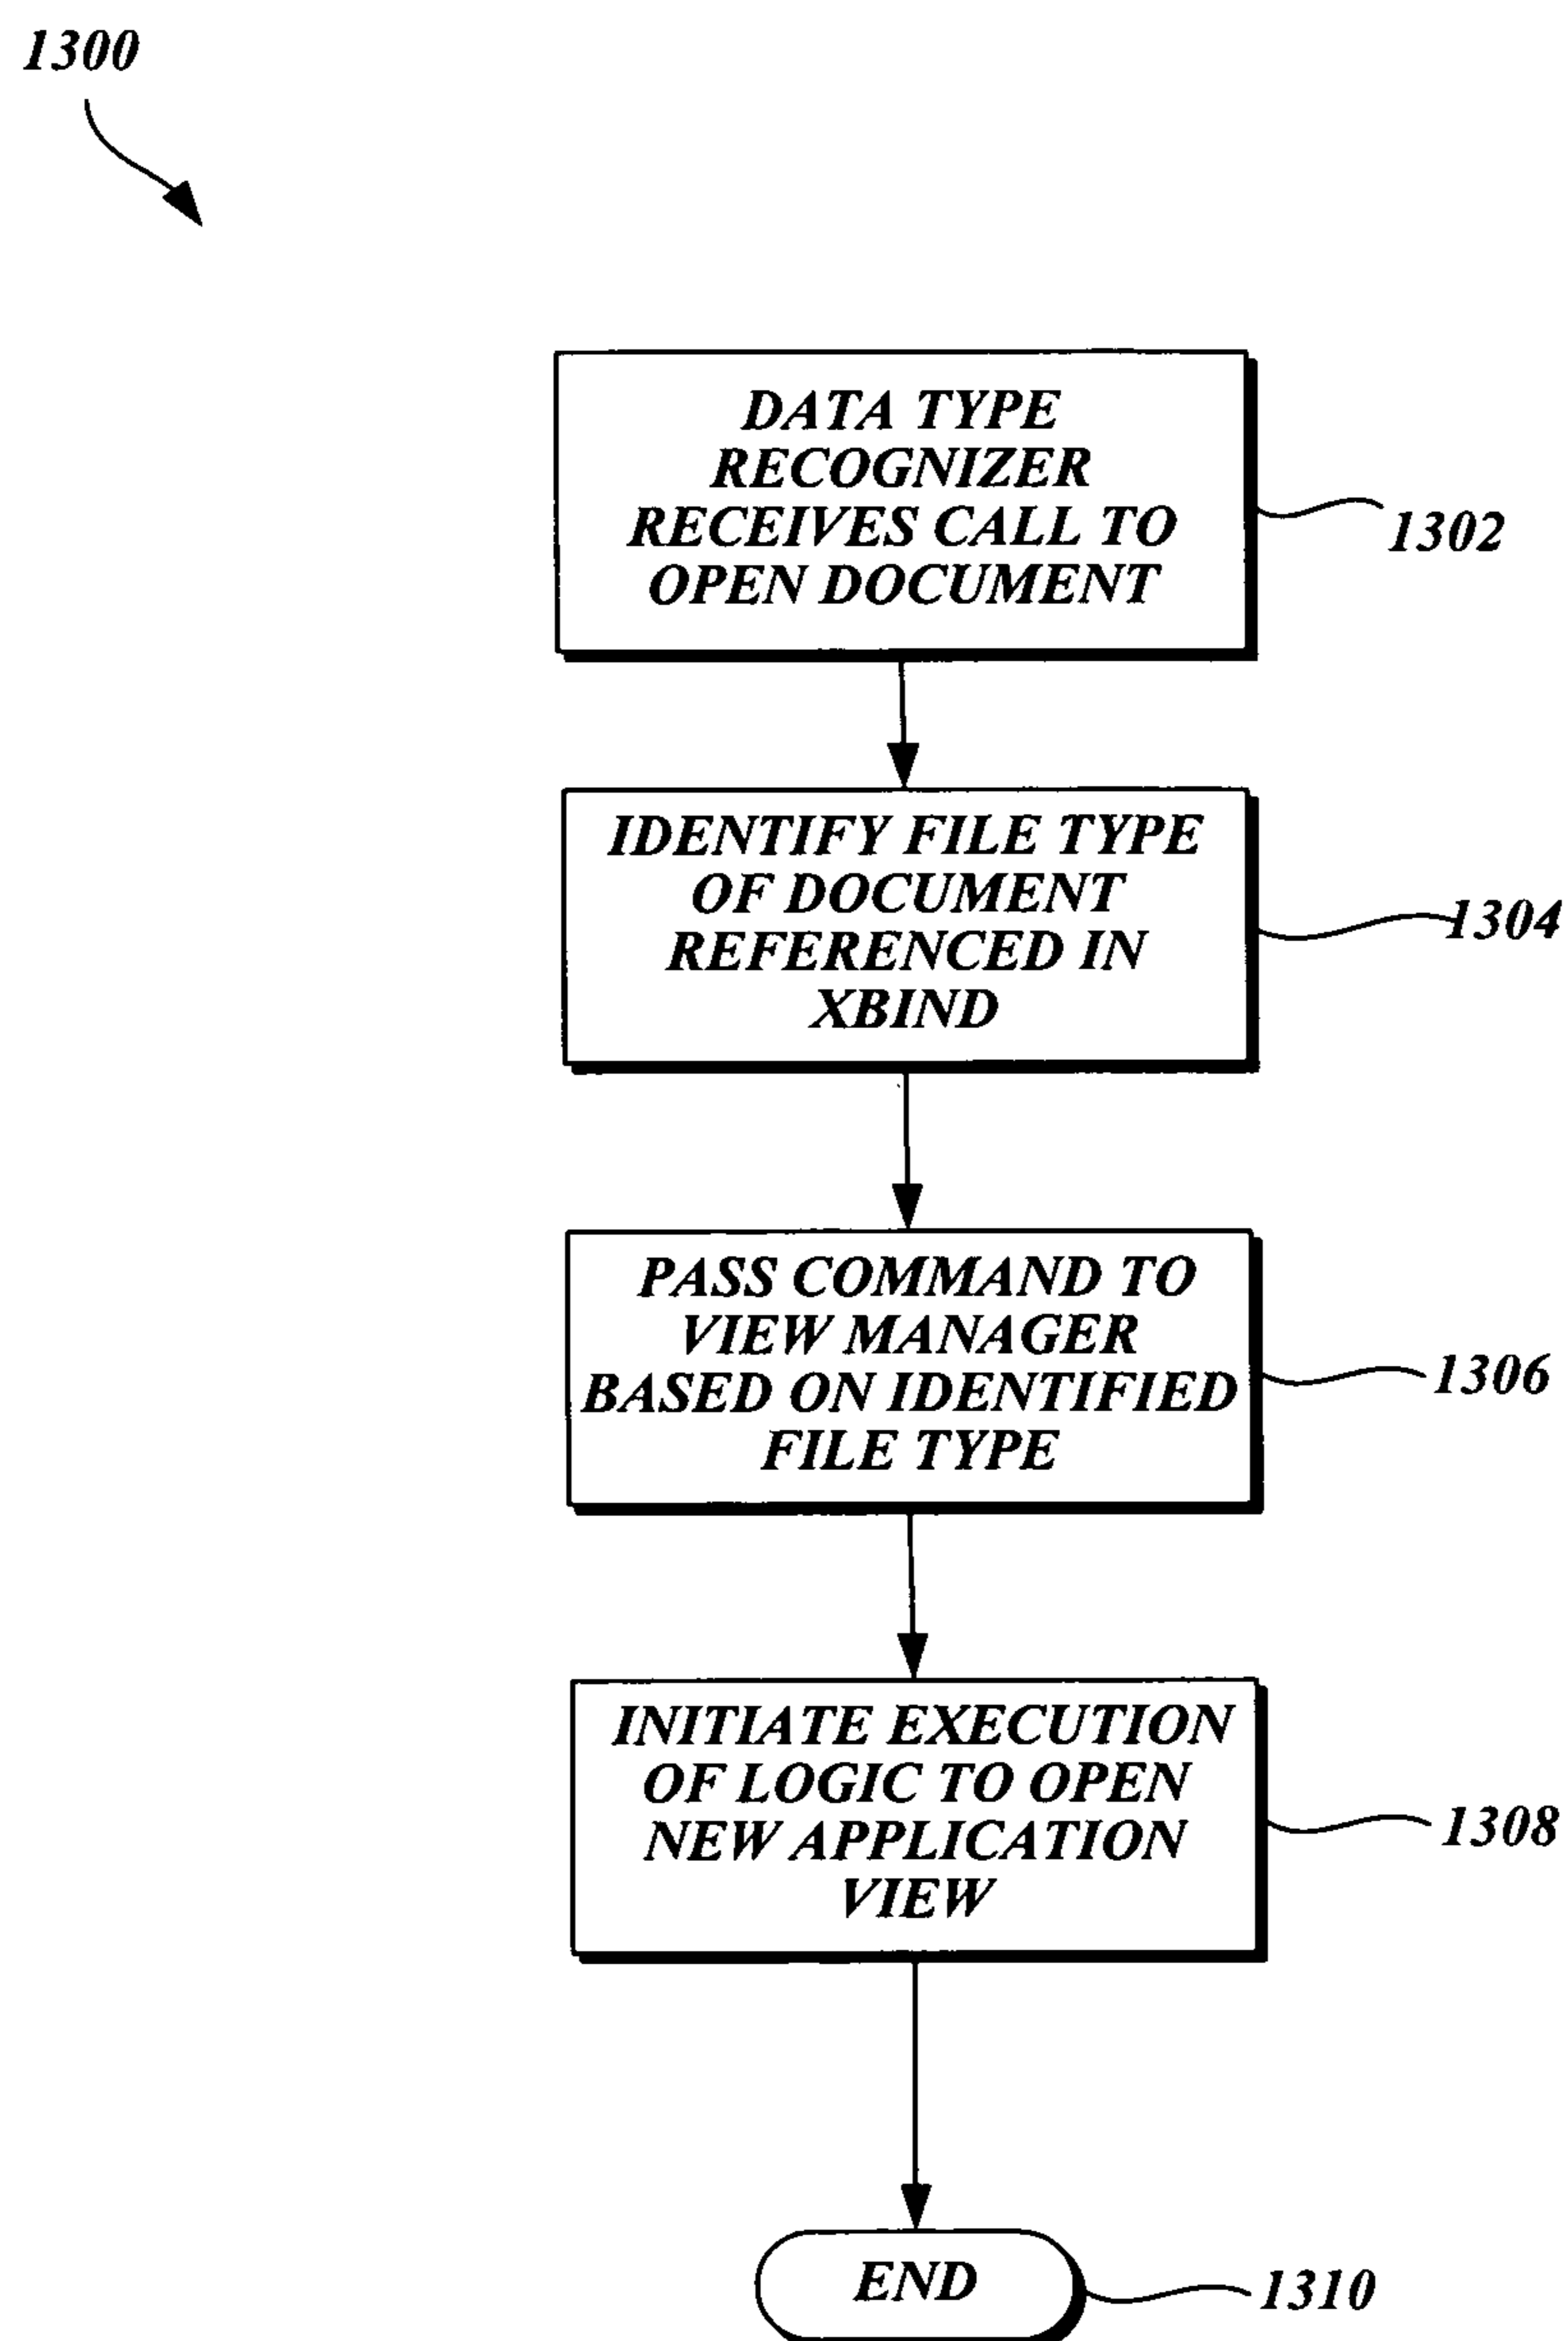 1300
DATA TYPE
RECOGNIZER
RECEIVES CALL TO
OPEN DOCUMENT
1302
IDENTIFY FILE TYPE
OF DOCUMENT
REFERENCED IN
XBIND
1304
PASS COMMAND TO
VIEW MANAGER
BASED ON IDENTIFIED
FILE TYPE
1306
INITIATE EXECUTION
OF LOGIC TO OPEN
NEW APPLICATION
VIEW
1308
END
1310